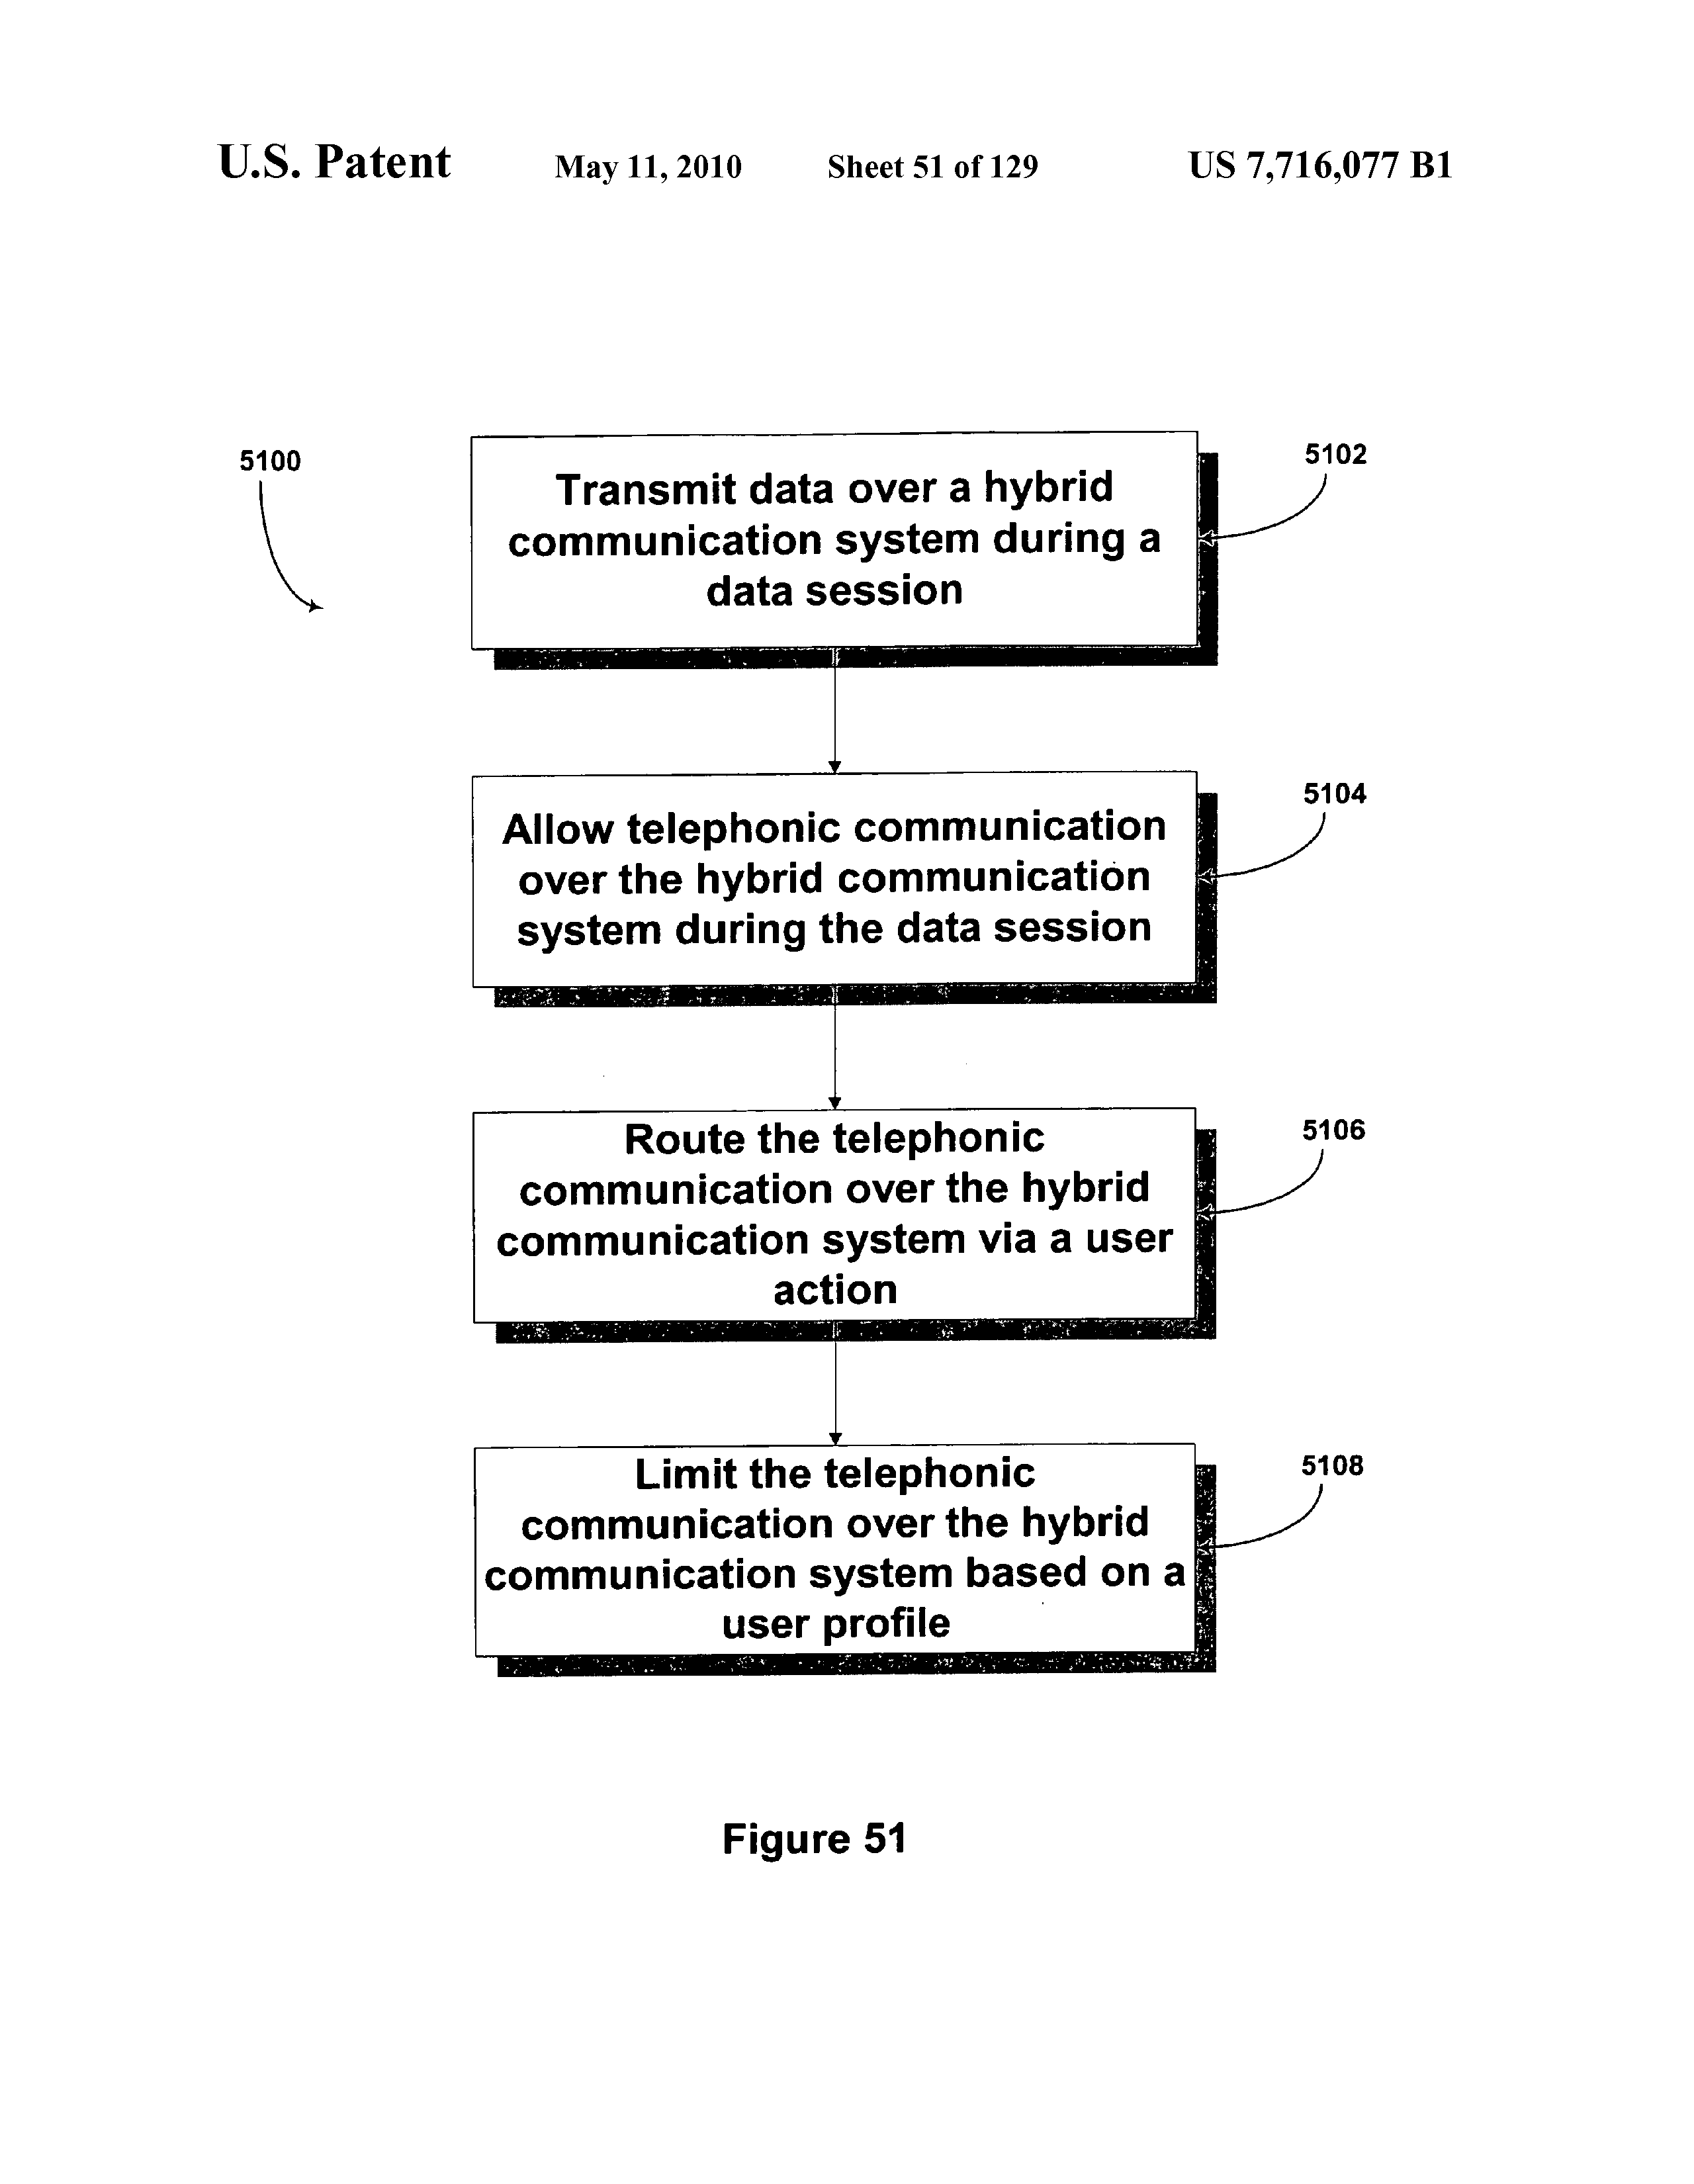 U.S. Patent May 11, 2010 Sheet 51 of 129 US 7,716,077 B1
5100
5102
Transmit data over a hybrid
communication system during a
data session
5104
Allow telephonic communication
over the hybrid communication
system during the data session
5106
Route the telephonic
communication over the hybrid
communication system via a user
action
5108
Limit the telephonic
communication over the hybrid
communication system based on a
user profile
Figure 51